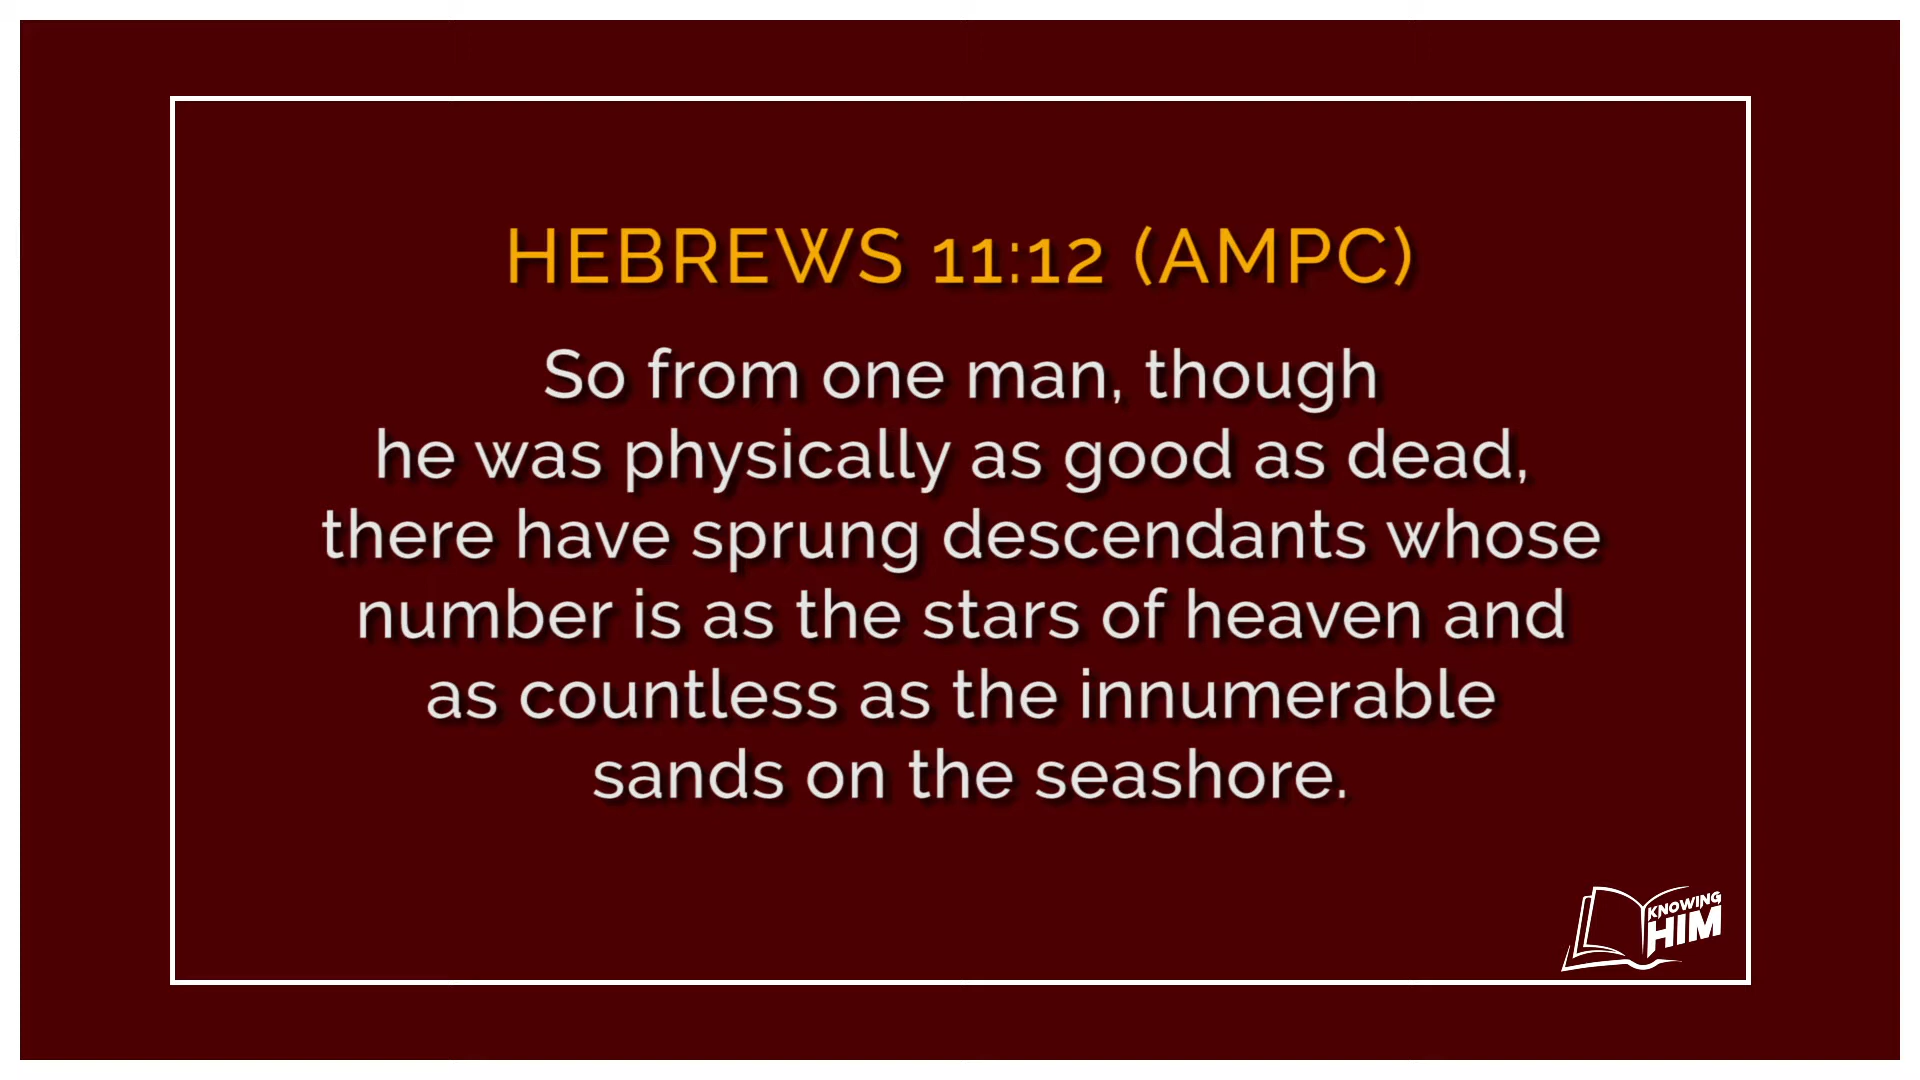 HEBREWS 11:12 (AMPC)
So from one man, though
he was physically as good as dead,
there have sprung descendants whose
number is as the stars of heaven and
as countless as the innumerable
sands on the seashore.
KNOWING
HIM